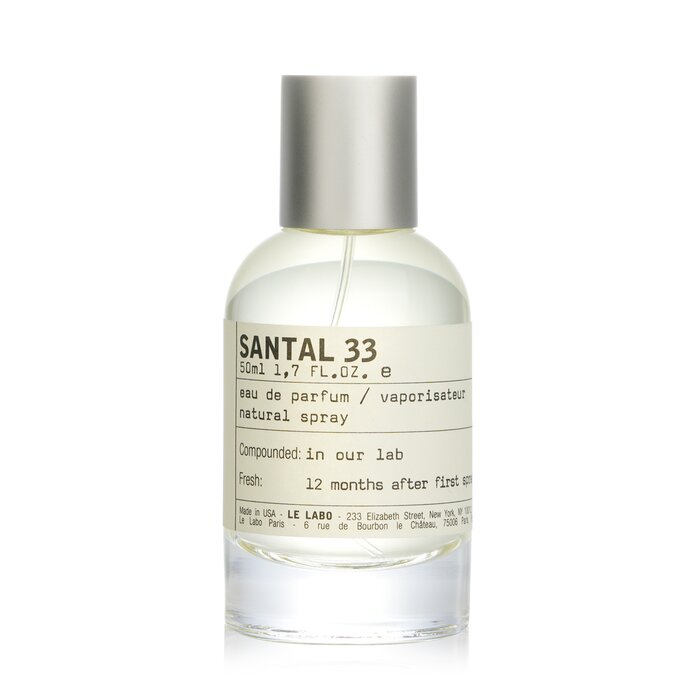 SANTAL 33
50ml 1,7 FL.OZ. e
eau de parfum / vaporisateur
natural spray
Compounded: in our lab
Fresh: 12 months after first
Made in USA - LE LABO - 233 Elizabeth Street, New York, NY
Le Labo Paris - 6 rue de Bourbon le Château, 75006